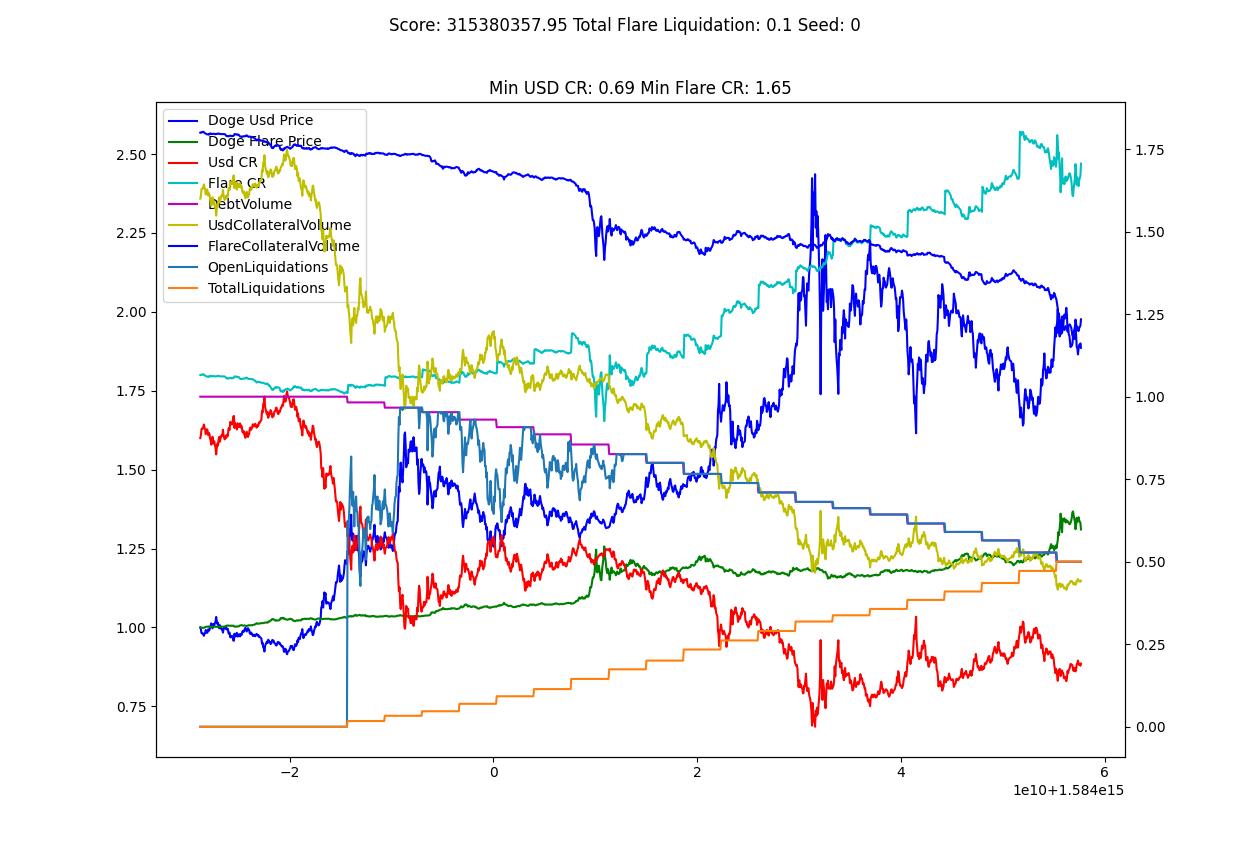 Score: 315380357.95 Total Flare Liquidation: 0.1 Seed: 0
Min USD CR: 0.69 Min Flare CR: 1.65
Doge Usd Price
Doge Flare Price
Usd CR
Flare CR
DebtVolume
UsdCollateralVolume
FlareCollateralVolume
OpenLiquidations
TotalLiquidations
2.50
2.25
2.00
1.75
1.50
1.25
1.00
0.75
1.75
1.50
1.25
1.00
0.75
0.50
0.25
0.00
−2 0 2 4 6
1e10+1.584e15